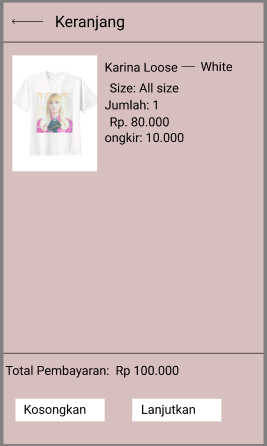 Keranjang
Karina Loose — White
Size: All size
Jumlah: 1
Rp. 80.000
ongkir: 10.000
Total Pembayaran: Rp 100.000
Kosongkan
Lanjutkan